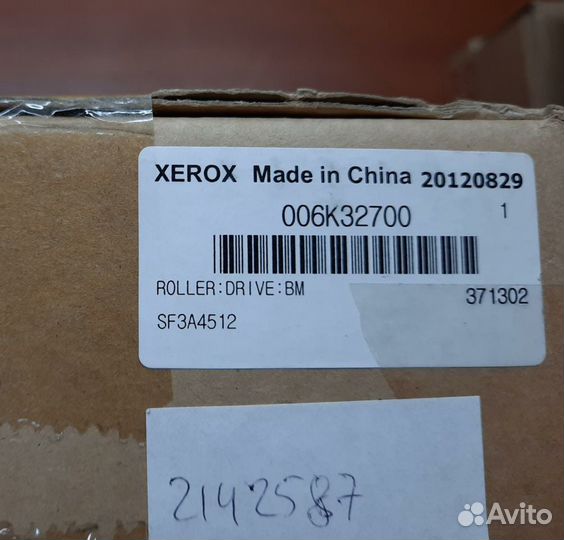 XEROX Made in China 20120829
006K32700 1
ROLLER:DRIVE:BM 371302
SF3A4512
2142587
Avito